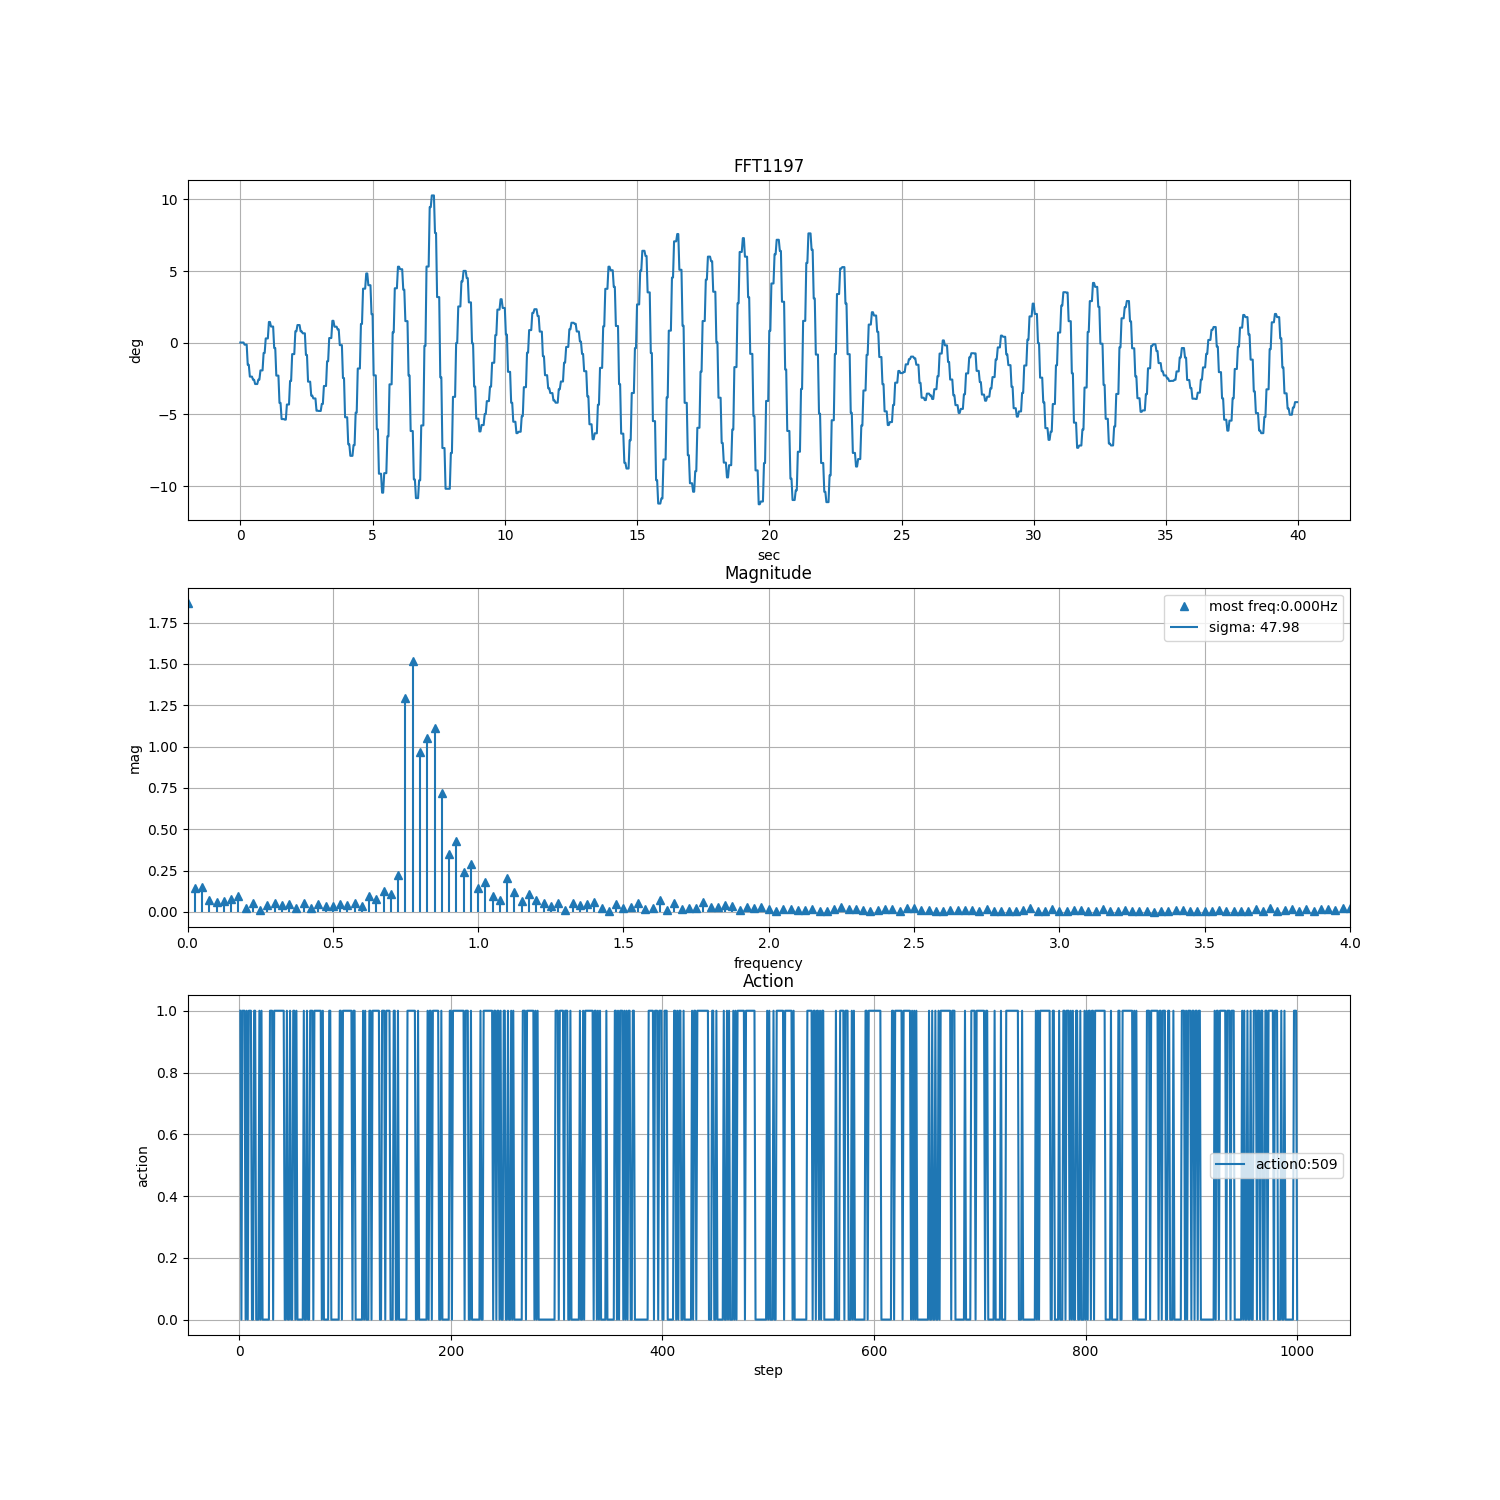 FFT1197
10
5
0
−5
−10
deg
0 5 10 15 20 25 30 35 40
sec
Magnitude
most freq:0.000Hz
sigma: 47.98
1.75
1.50
1.25
1.00
0.75
0.50
0.25
0.00
mag
0.0 0.5 1.0 1.5 2.0 2.5 3.0 3.5 4.0
frequency
Action
1.0
0.8
0.6
0.4
0.2
0.0
action
action0:509
0 200 400 600 800 1000
step